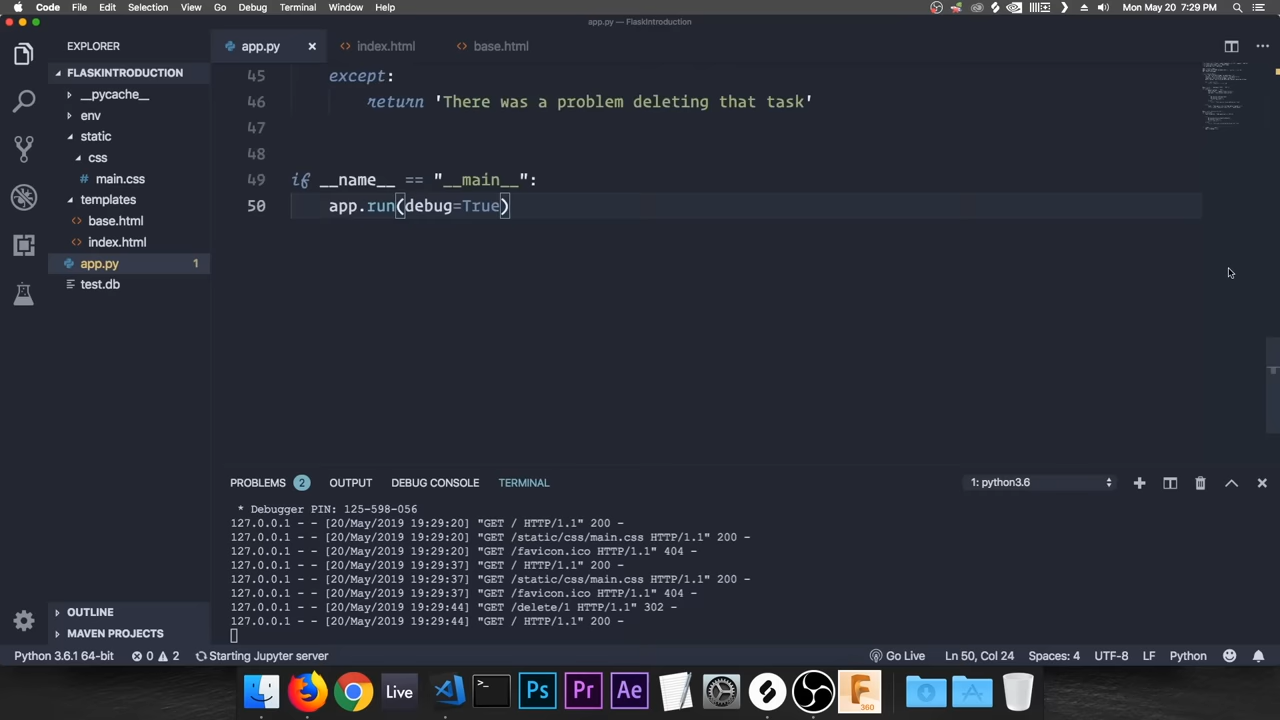 Code File Edit Selection View Go Debug Terminal Window Help Mon May 20 7:29 PM
app.py — FlaskIntroduction
EXPLORER
FLASKINTRODUCTION
__pycache__
env
static
css
# main.css
templates
<> base.html
<> index.html
app.py 1
test.db
OUTLINE
MAVEN PROJECTS
app.py × <> index.html <> base.html
45 except:
46 return 'There was a problem deleting that task'
47
48
49 if __name__ == "__main__":
50 app.run(debug=True)
PROBLEMS 2 OUTPUT DEBUG CONSOLE TERMINAL 1: python3.6
* Debugger PIN: 125-598-056
127.0.0.1 - - [20/May/2019 19:29:20] "GET / HTTP/1.1" 200 -
127.0.0.1 - - [20/May/2019 19:29:20] "GET /static/css/main.css HTTP/1.1" 200 -
127.0.0.1 - - [20/May/2019 19:29:20] "GET /favicon.ico HTTP/1.1" 404 -
127.0.0.1 - - [20/May/2019 19:29:37] "GET / HTTP/1.1" 200 -
127.0.0.1 - - [20/May/2019 19:29:37] "GET /static/css/main.css HTTP/1.1" 200 -
127.0.0.1 - - [20/May/2019 19:29:37] "GET /favicon.ico HTTP/1.1" 404 -
127.0.0.1 - - [20/May/2019 19:29:44] "GET /delete/1 HTTP/1.1" 302 -
127.0.0.1 - - [20/May/2019 19:29:44] "GET / HTTP/1.1" 200 -
Python 3.6.1 64-bit 0 2 Starting Jupyter server Go Live Ln 50, Col 24 Spaces: 4 UTF-8 LF Python
Live >_ Ps Pr Ae F 360